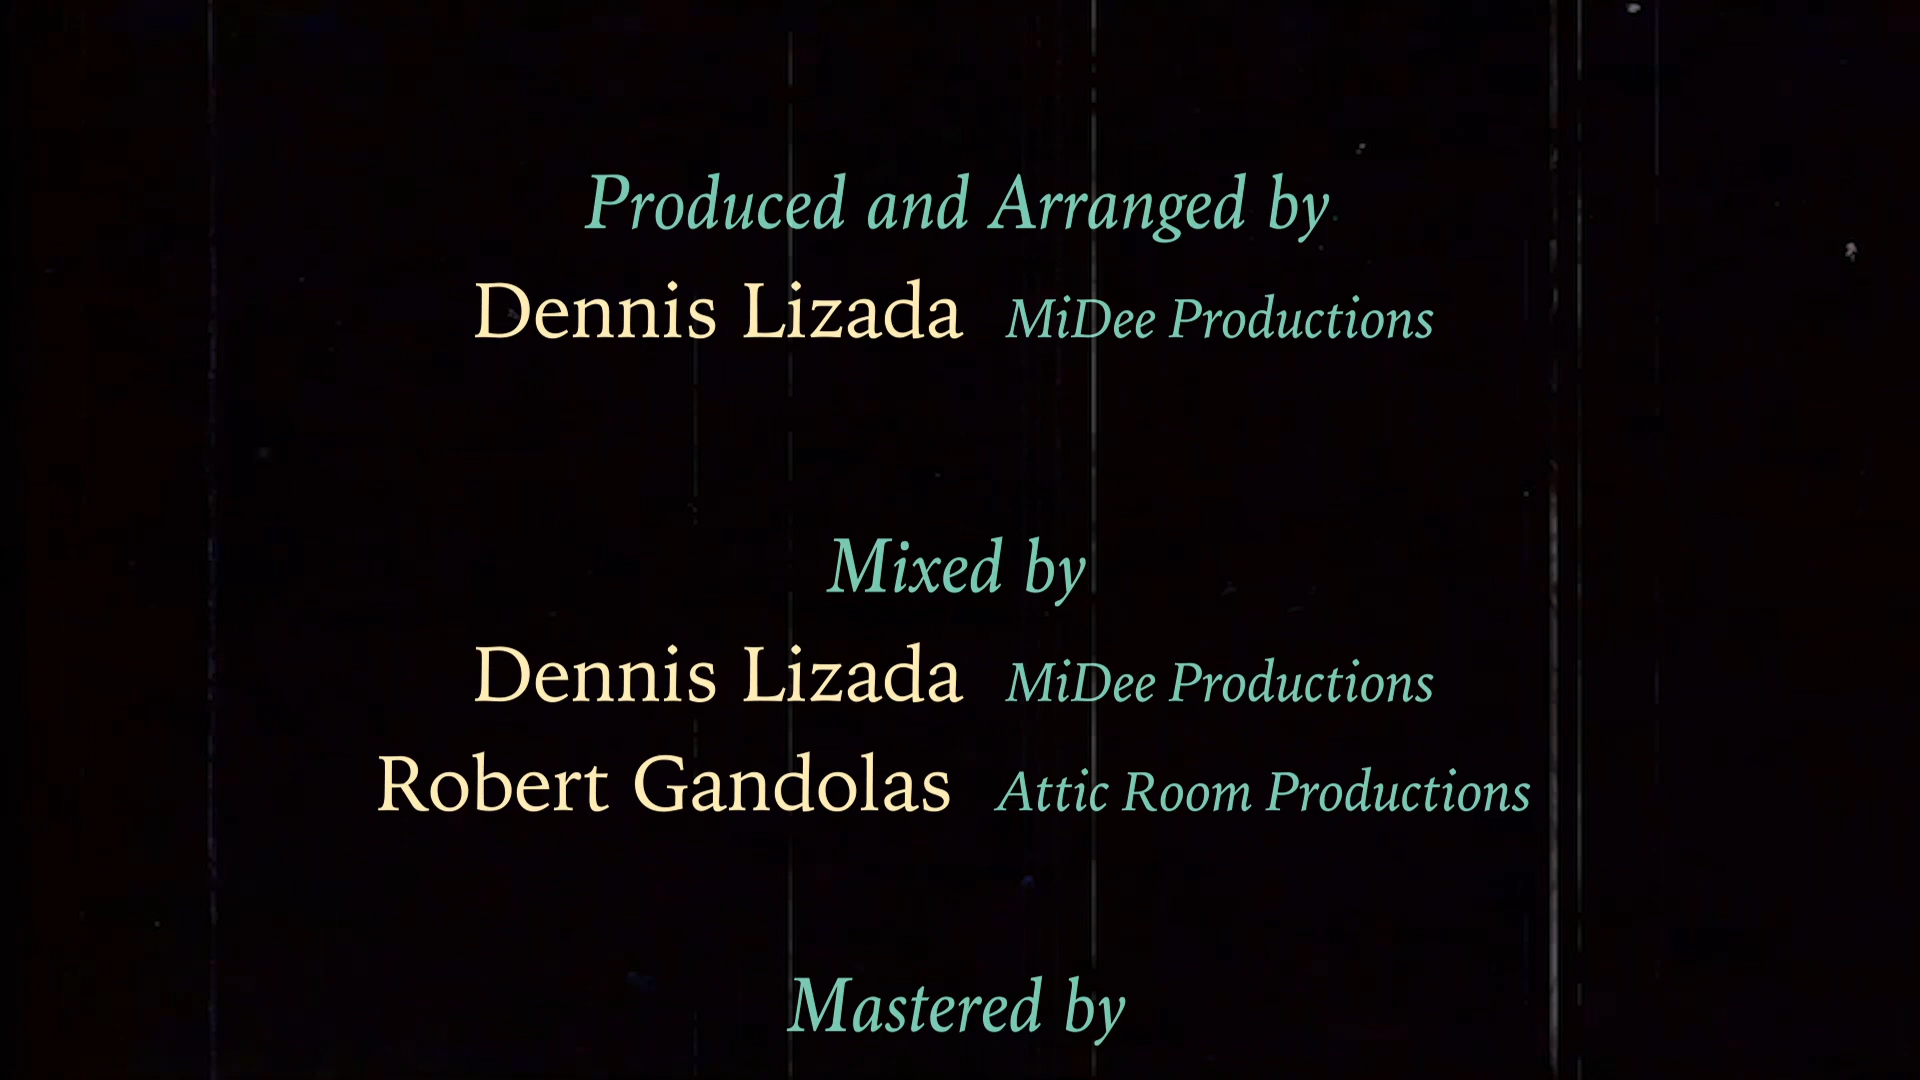 Produced and Arranged by
Dennis Lizada MiDee Productions
Mixed by
Dennis Lizada MiDee Productions
Robert Gandolas Attic Room Productions
Mastered by